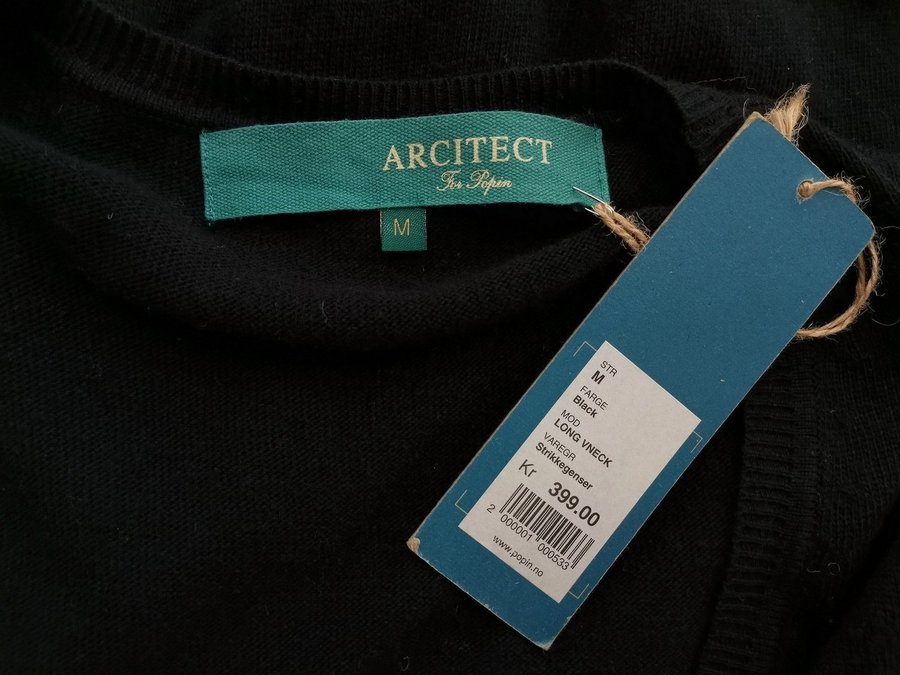 ARCITECT
For Popin
M
STR
M
FARGE
Black
MOD
LONG VNECK
VAREGR
Strikkegenser
Kr 399.00
2 000001 000533
www.popin.no